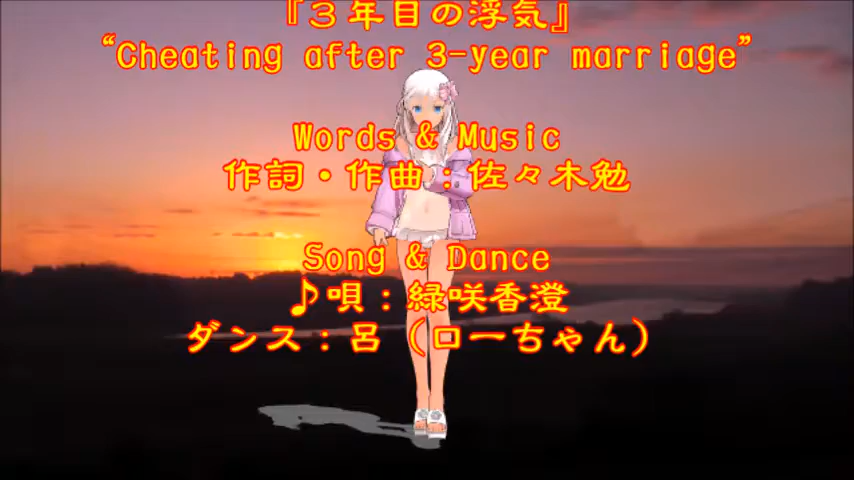 『３年目の浮気』
“Cheating after 3-year marriage”
Words & Music
作詞・作曲：佐々木勉
Song & Dance
♪唄：緑咲香澄
ダンス：呂（ローちゃん）